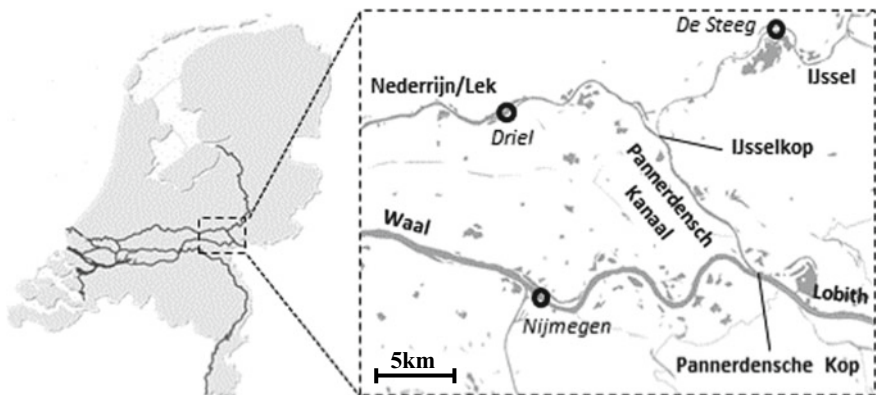 De Steeg
Nederrijn/Lek
IJssel
Driel
IJsselkop
Pannerdensch
Kanaal
Waal
Lobith
Nijmegen
Pannerdensche Kop
5km